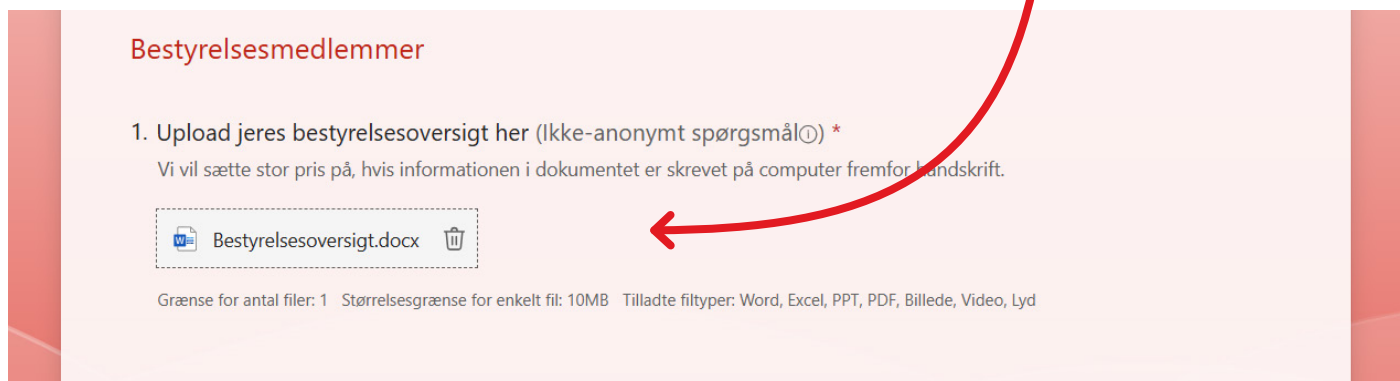 Bestyrelsesmedlemmer
1. Upload jeres bestyrelsesoversigt her (Ikke-anonymt spørgsmål) *
Vi vil sætte stor pris på, hvis informationen i dokumentet er skrevet på computer fremfor håndskrift.
Bestyrelsesoversigt.docx
Grænse for antal filer: 1 Størrelsesgrænse for enkelt fil: 10MB Tilladte filtyper: Word, Excel, PPT, PDF, Billede, Video, Lyd